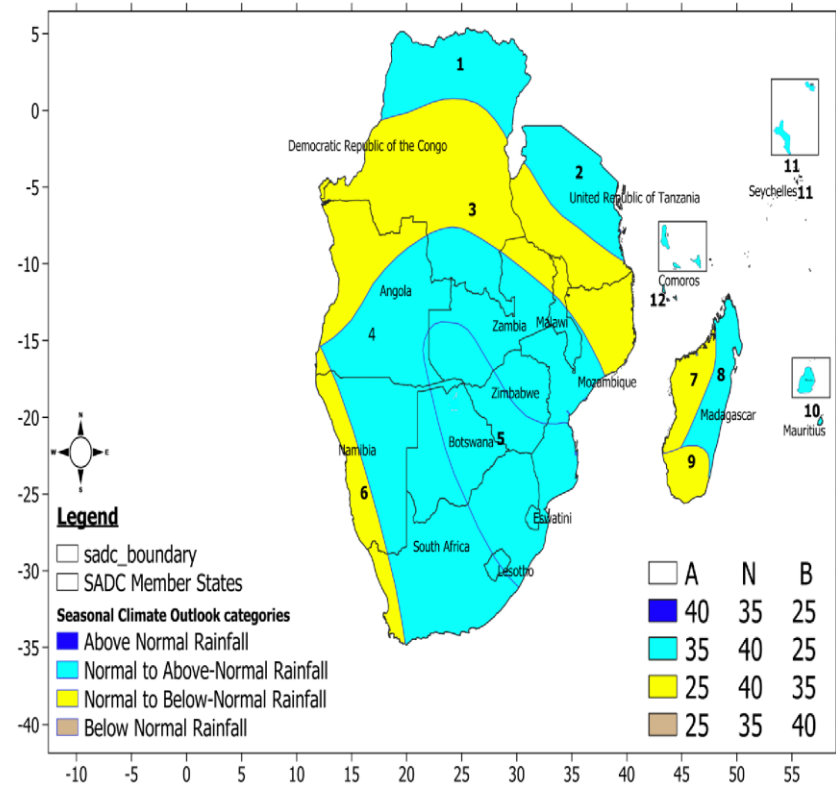 5
0
-5
-10
-15
-20
-25
-30
-35
-40
-10
-5
0
5
10
15
20
25
30
35
40
45
50
55
1
Democratic Republic of the Congo
2
United Republic of Tanzania
3
11
Seychelles 11
Angola
4
Zambia
Malawi
Comoros
12
Mozambique
Zimbabwe
7
8
Madagascar
9
10
Mauritius
Botswana
5
Namibia
6
Eswatini
South Africa
Lesotho
N
W
E
S
Legend
sadc_boundary
SADC Member States
Seasonal Climate Outlook categories
Above Normal Rainfall
Normal to Above-Normal Rainfall
Normal to Below-Normal Rainfall
Below Normal Rainfall
A N B
40 35 25
35 40 25
25 40 35
25 35 40